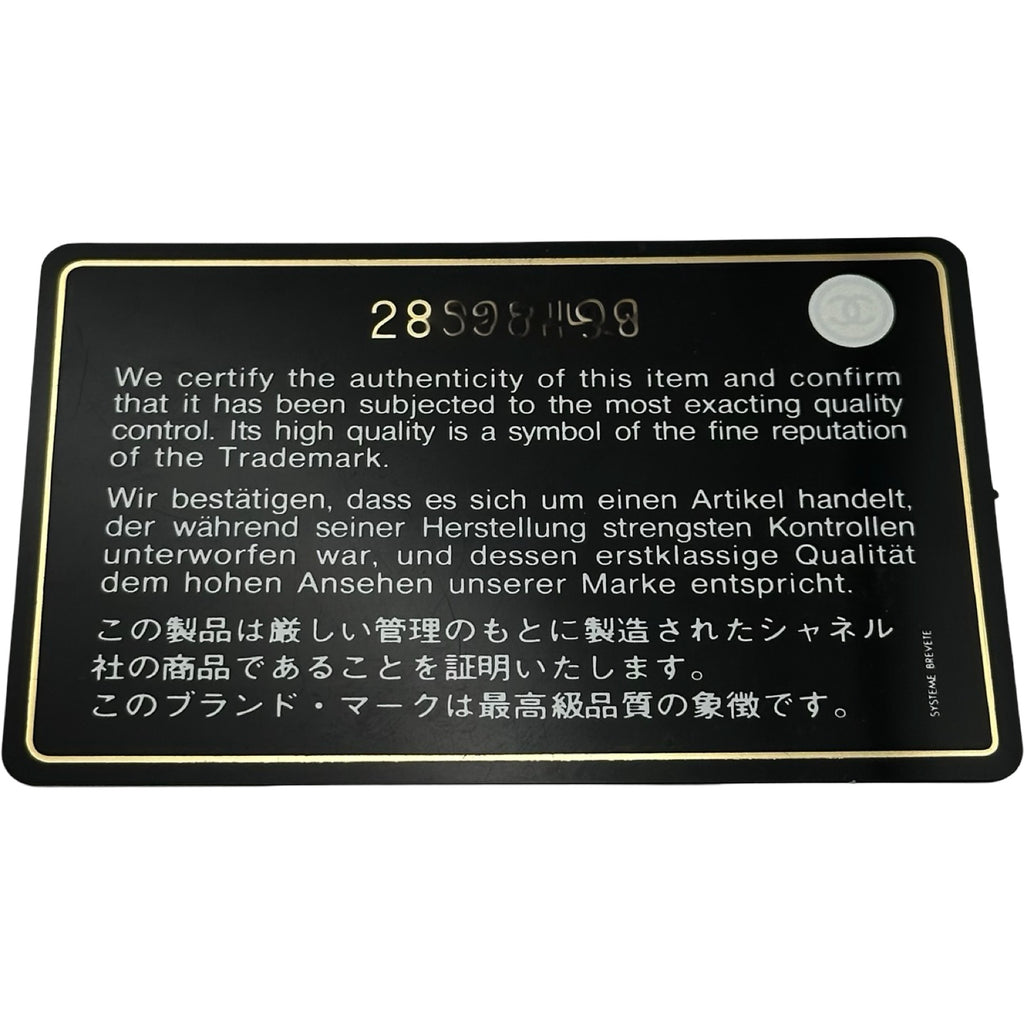 28
We certify the authenticity of this item and confirm
that it has been subjected to the most exacting quality
control. Its high quality is a symbol of the fine reputation
of the Trademark.
Wir bestätigen, dass es sich um einen Artikel handelt,
der während seiner Herstellung strengsten Kontrollen
unterworfen war, und dessen erstklassige Qualität
dem hohen Ansehen unserer Marke entspricht.
この製品は厳しい管理のもとに製造されたシャネル
社の商品であることを証明いたします。
このブランド・マークは最高級品質の象徴です。
SYSTEME BREVETE